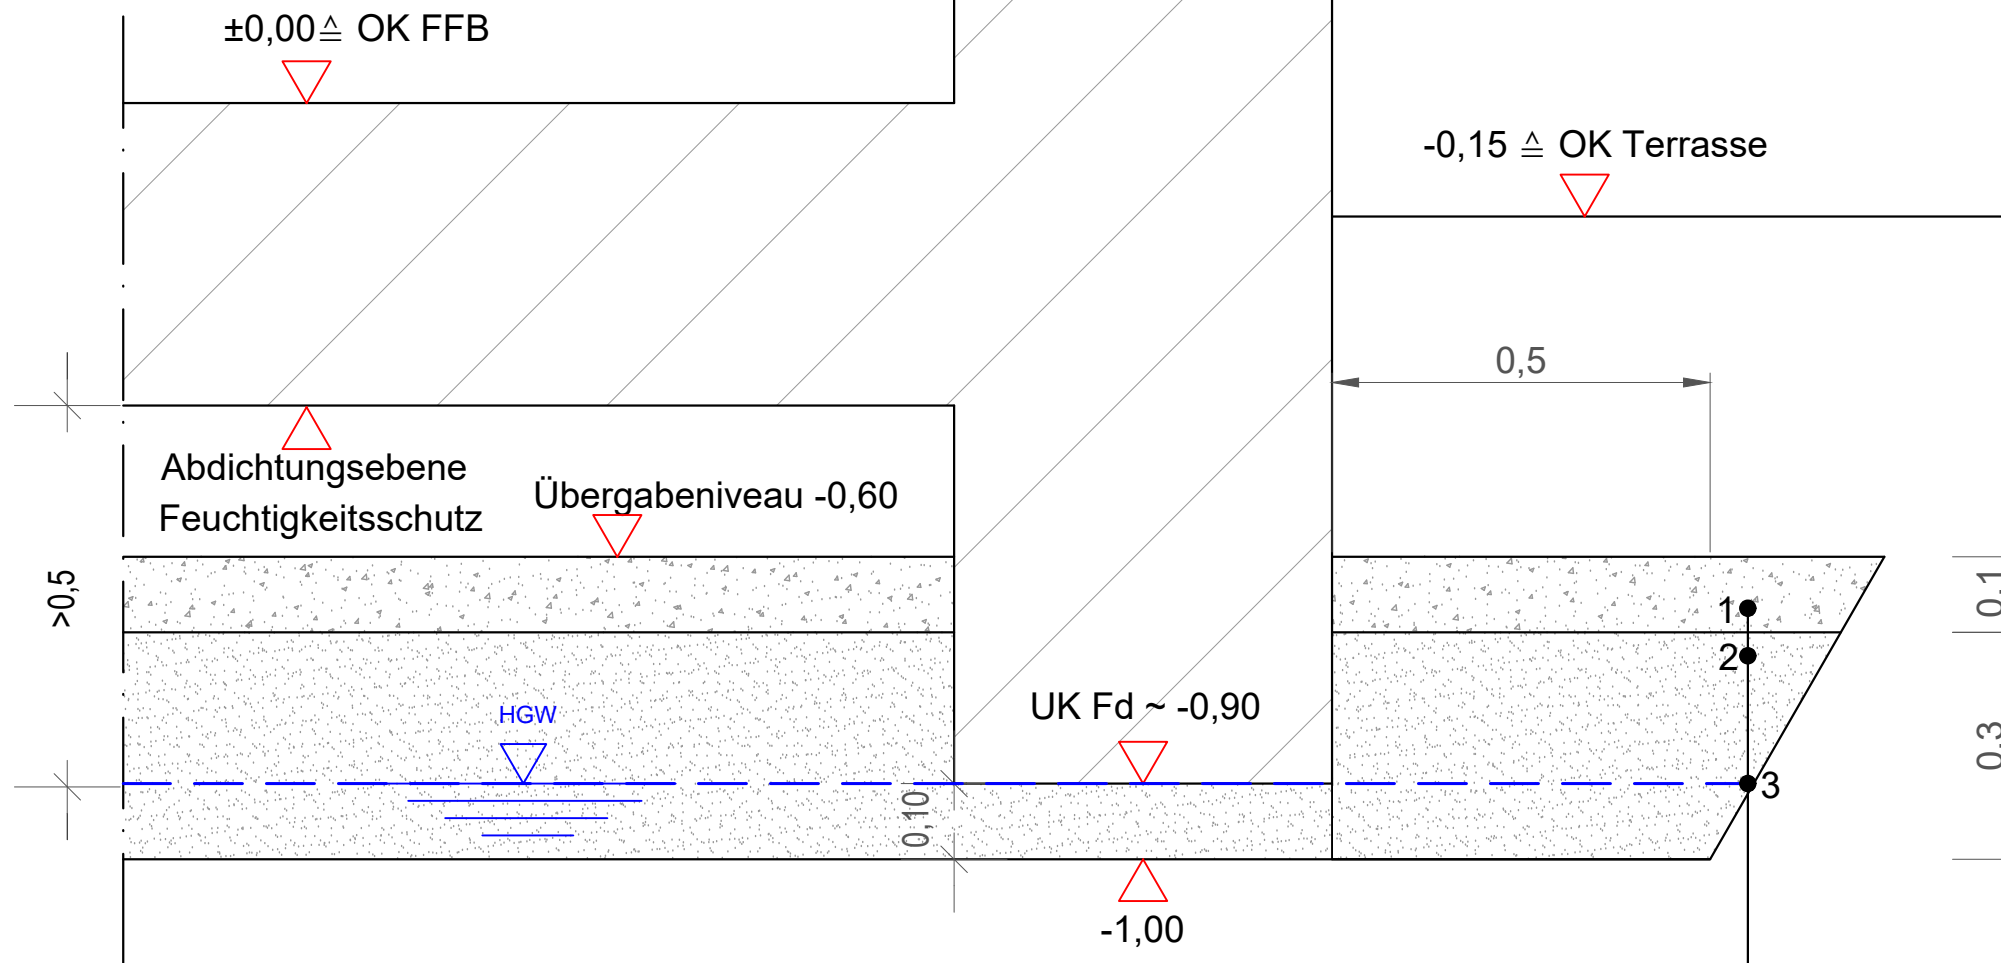 ±0,00≙ OK FFB
-0,15 ≙ OK Terrasse
0,5
Abdichtungsebene
Feuchtigkeitsschutz
Übergabeniveau -0,60
>0,5
0,1
1
2
HGW
UK Fd ~ -0,90
0,3
3
0,10
-1,00